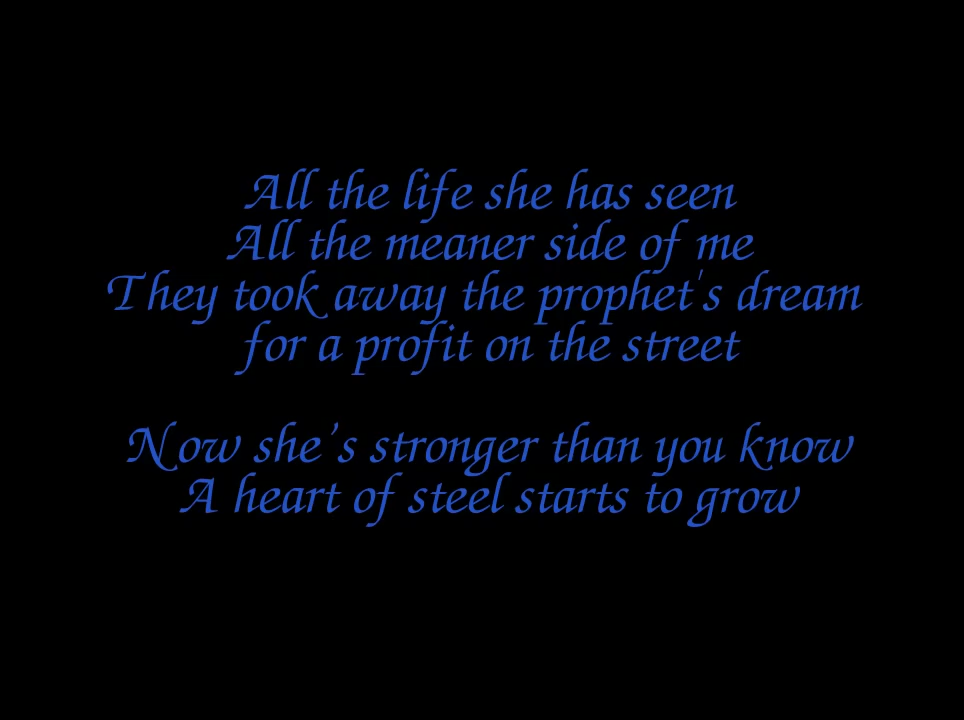 All the life she has seen
All the meaner side of me
They took away the prophet's dream
for a profit on the street
Now she’s stronger than you know
A heart of steel starts to grow